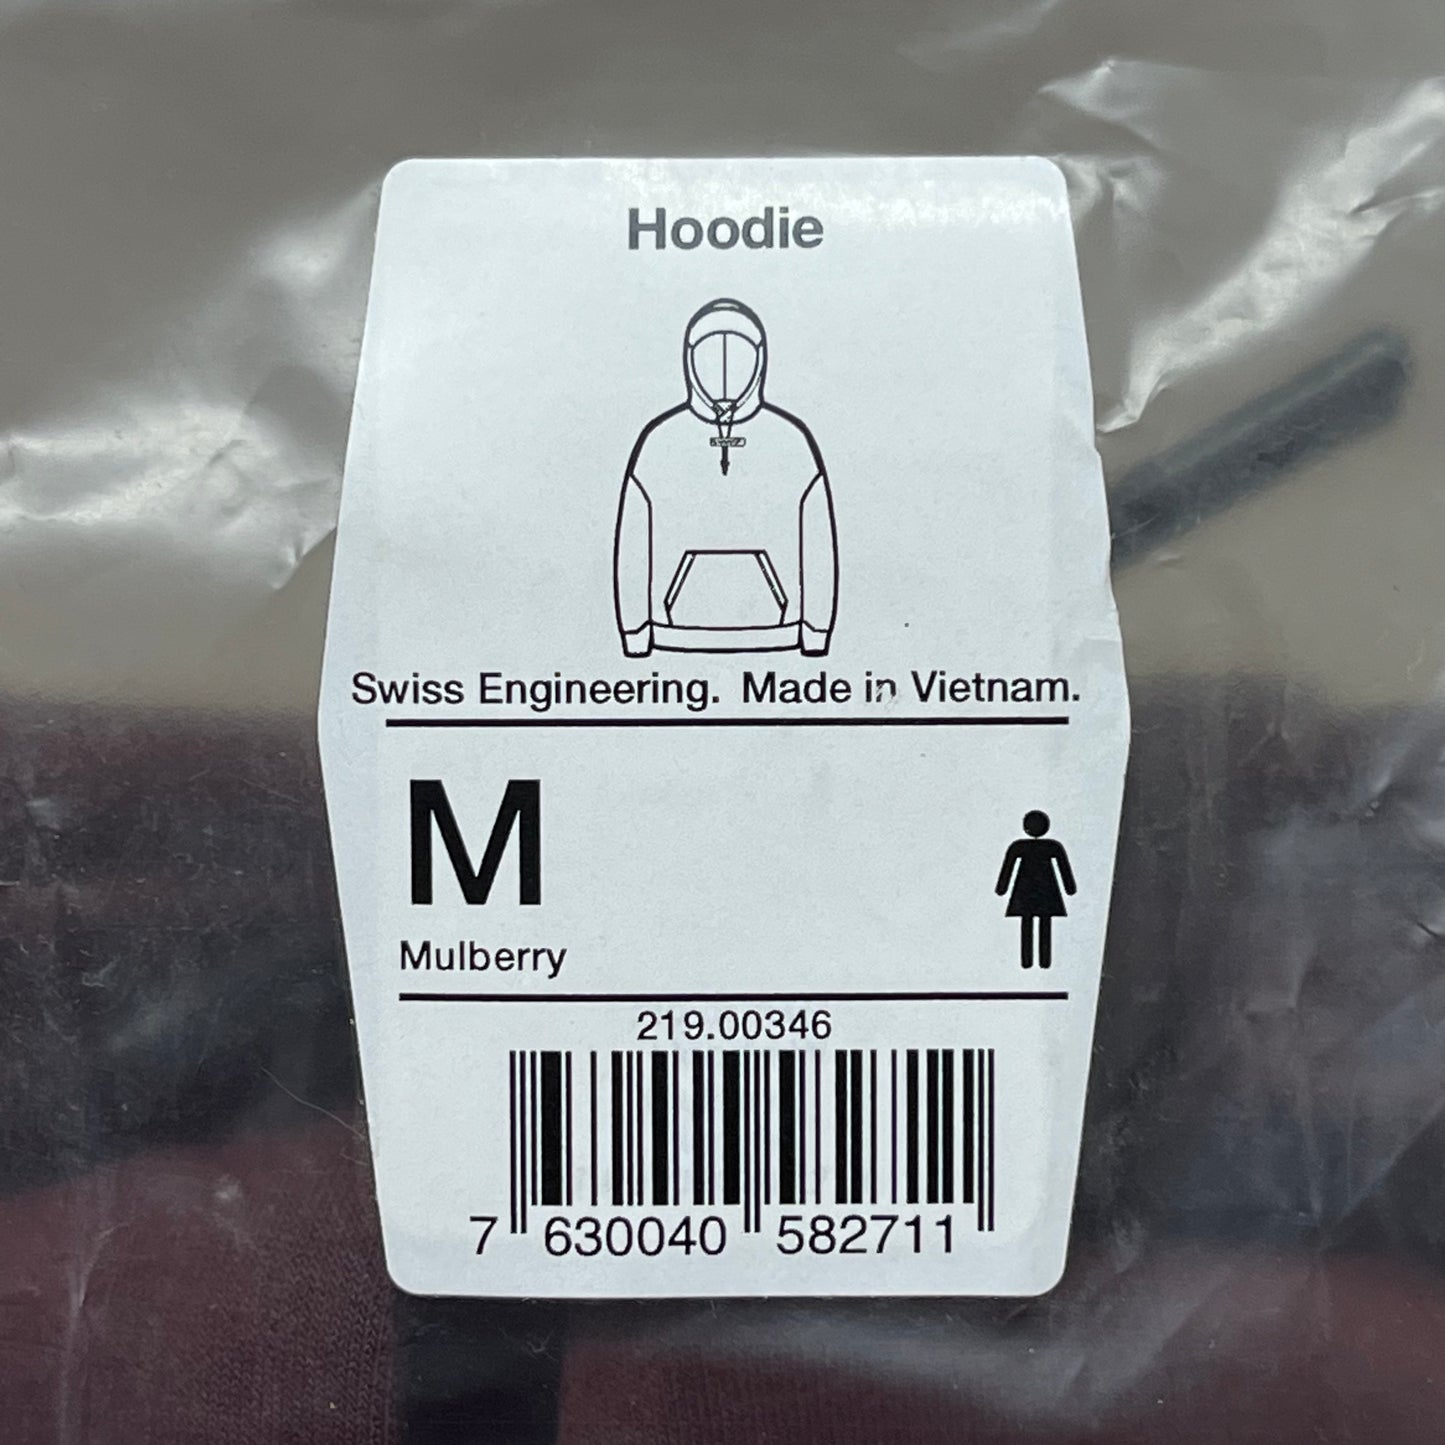 Hoodie
Swiss Engineering. Made in Vietnam.
M
Mulberry
219.00346
7 630040 582711